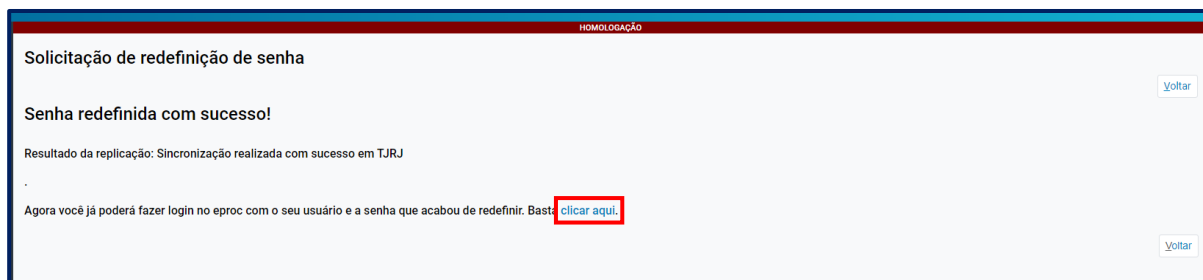 HOMOLOGAÇÃO
Solicitação de redefinição de senha
Voltar
Senha redefinida com sucesso!
Resultado da replicação: Sincronização realizada com sucesso em TJRJ
.
Agora você já poderá fazer login no eproc com o seu usuário e a senha que acabou de redefinir. Basta clicar aqui.
Voltar